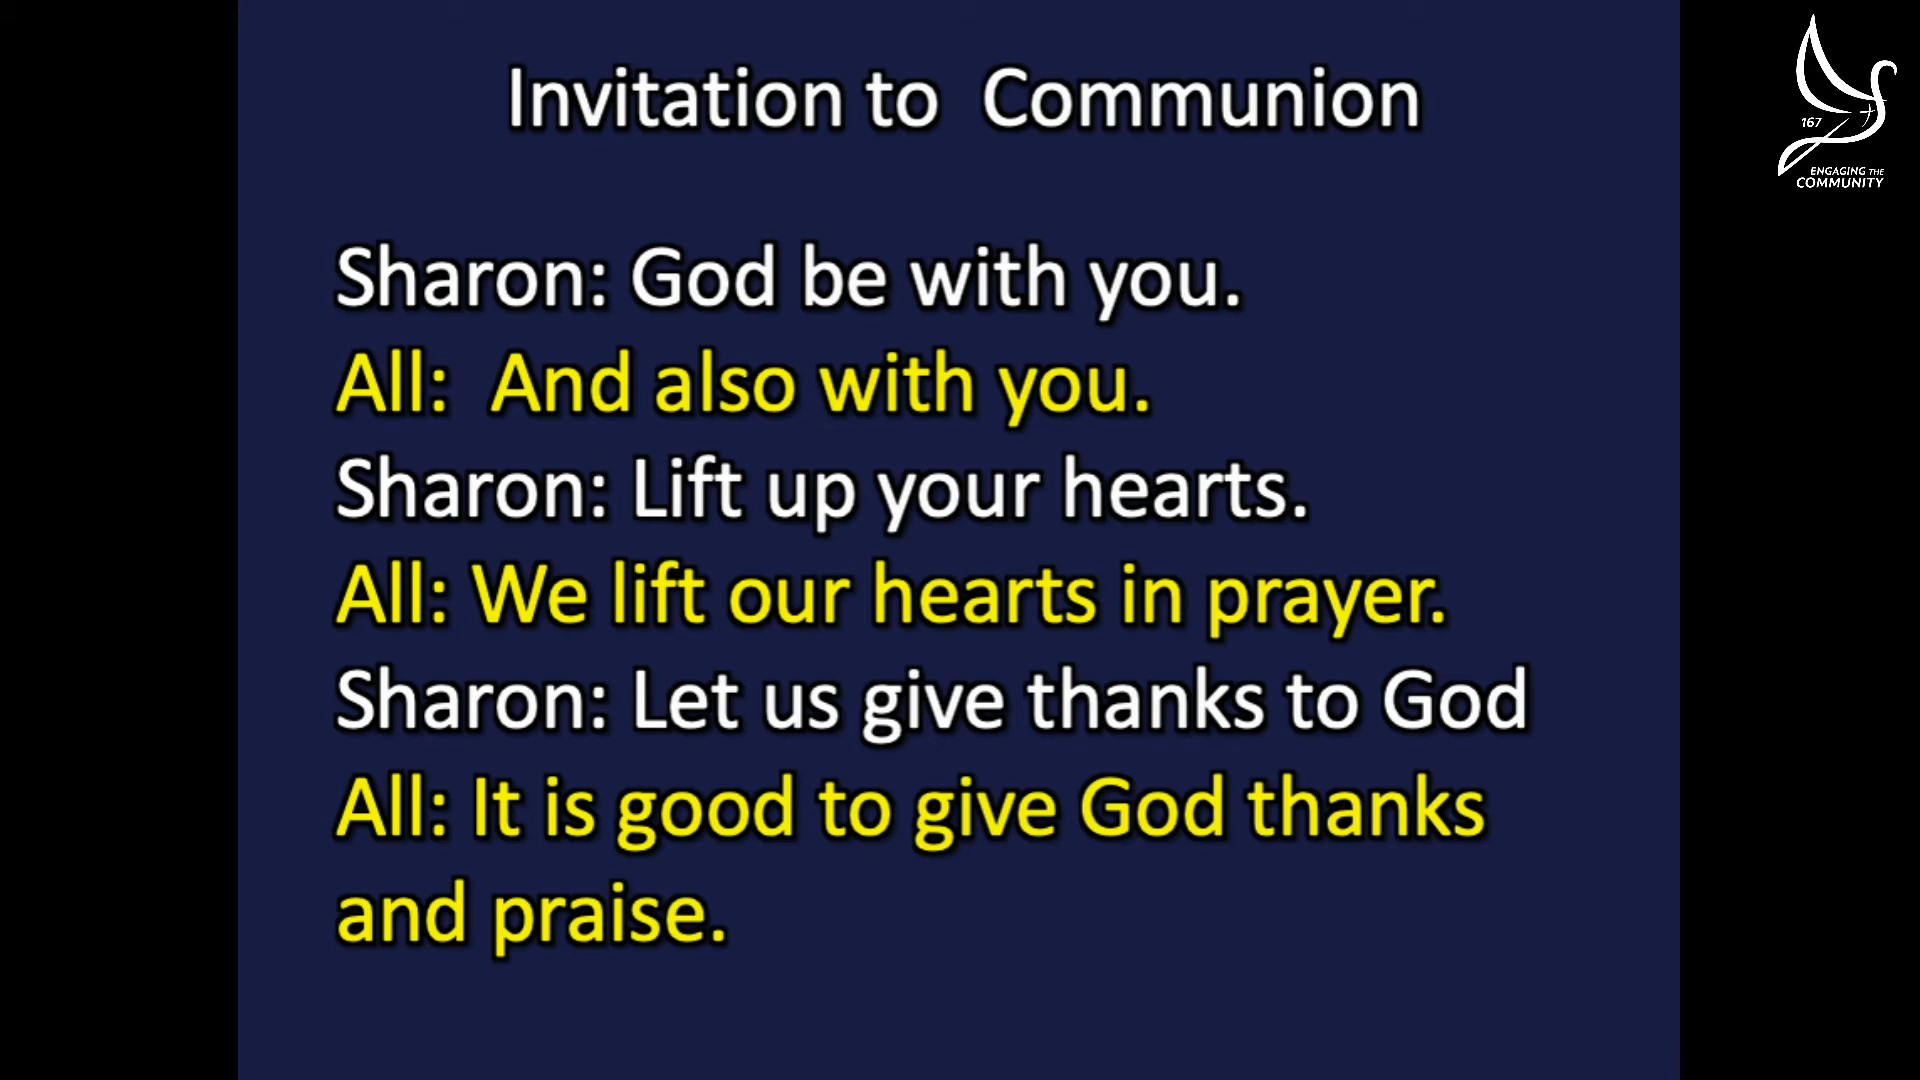 Invitation to  Communion
Sharon: God be with you.
All:  And also with you.
Sharon: Lift up your hearts.
All: We lift our hearts in prayer.
Sharon: Let us give thanks to God
All: It is good to give God thanks
and praise.
167
ENGAGING THE
COMMUNITY